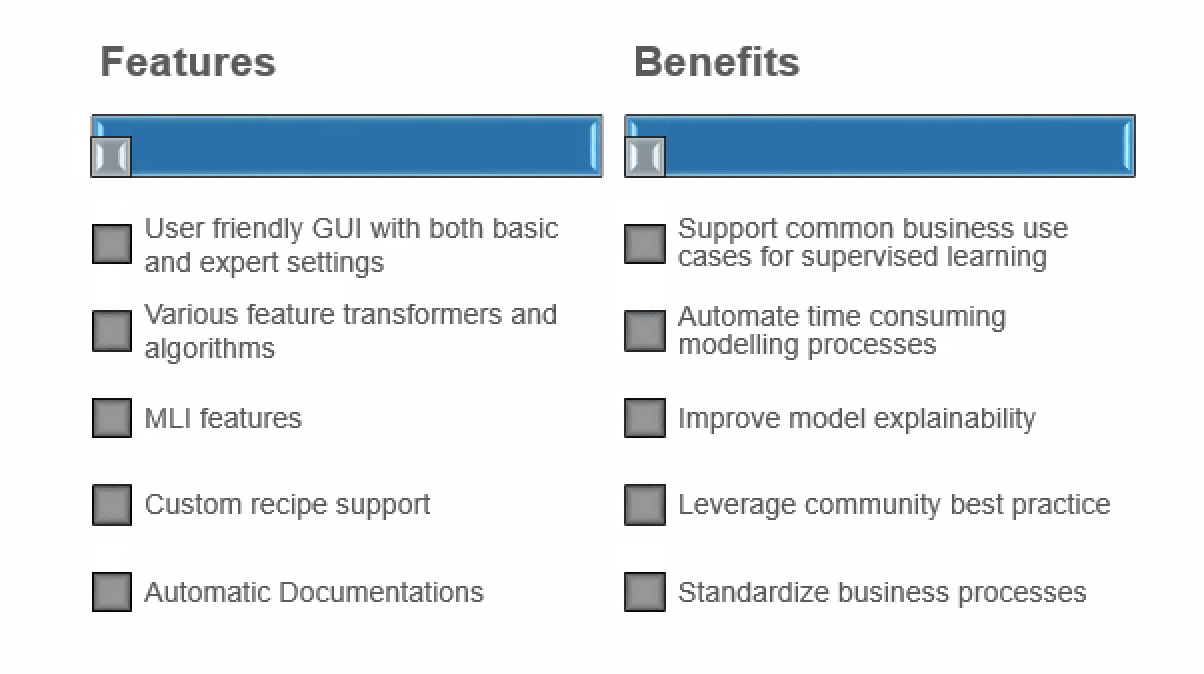 Features
User friendly GUI with both basic
and expert settings
Various feature transformers and
algorithms
MLI features
Custom recipe support
Automatic Documentations
Benefits
Support common business use
cases for supervised learning
Automate time consuming
modelling processes
Improve model explainability
Leverage community best practice
Standardize business processes